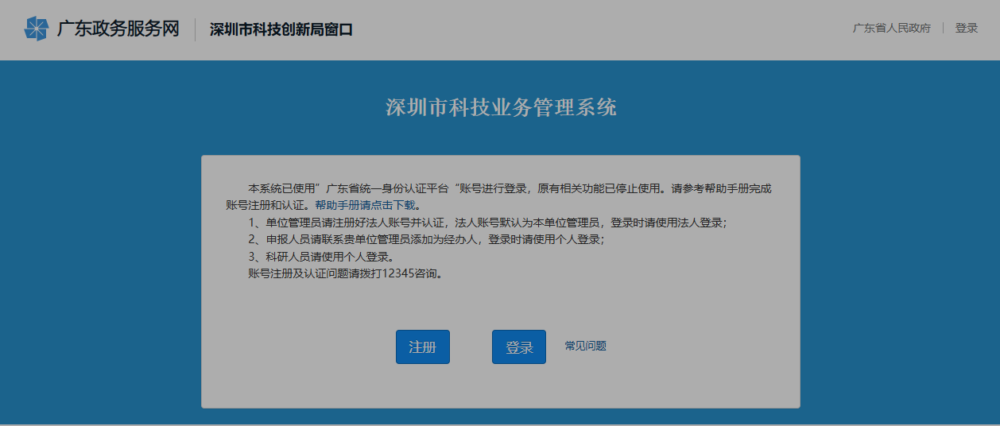 广东政务服务网
深圳市科技创新局窗口
广东省人民政府
登录
深圳市科技业务管理系统
本系统已使用”广东省统一身份认证平台“账号进行登录，原有相关功能已停止使用。请参考帮助手册完成
账号注册和认证。帮助手册请点击下载。
1、单位管理员请注册好法人账号并认证，法人账号默认为本单位管理员，登录时请使用法人登录；
2、申报人员请联系贵单位管理员添加为经办人，登录时请使用个人登录；
3、科研人员请使用个人登录。
账号注册及认证问题请拨打12345咨询。
注册
登录
常见问题